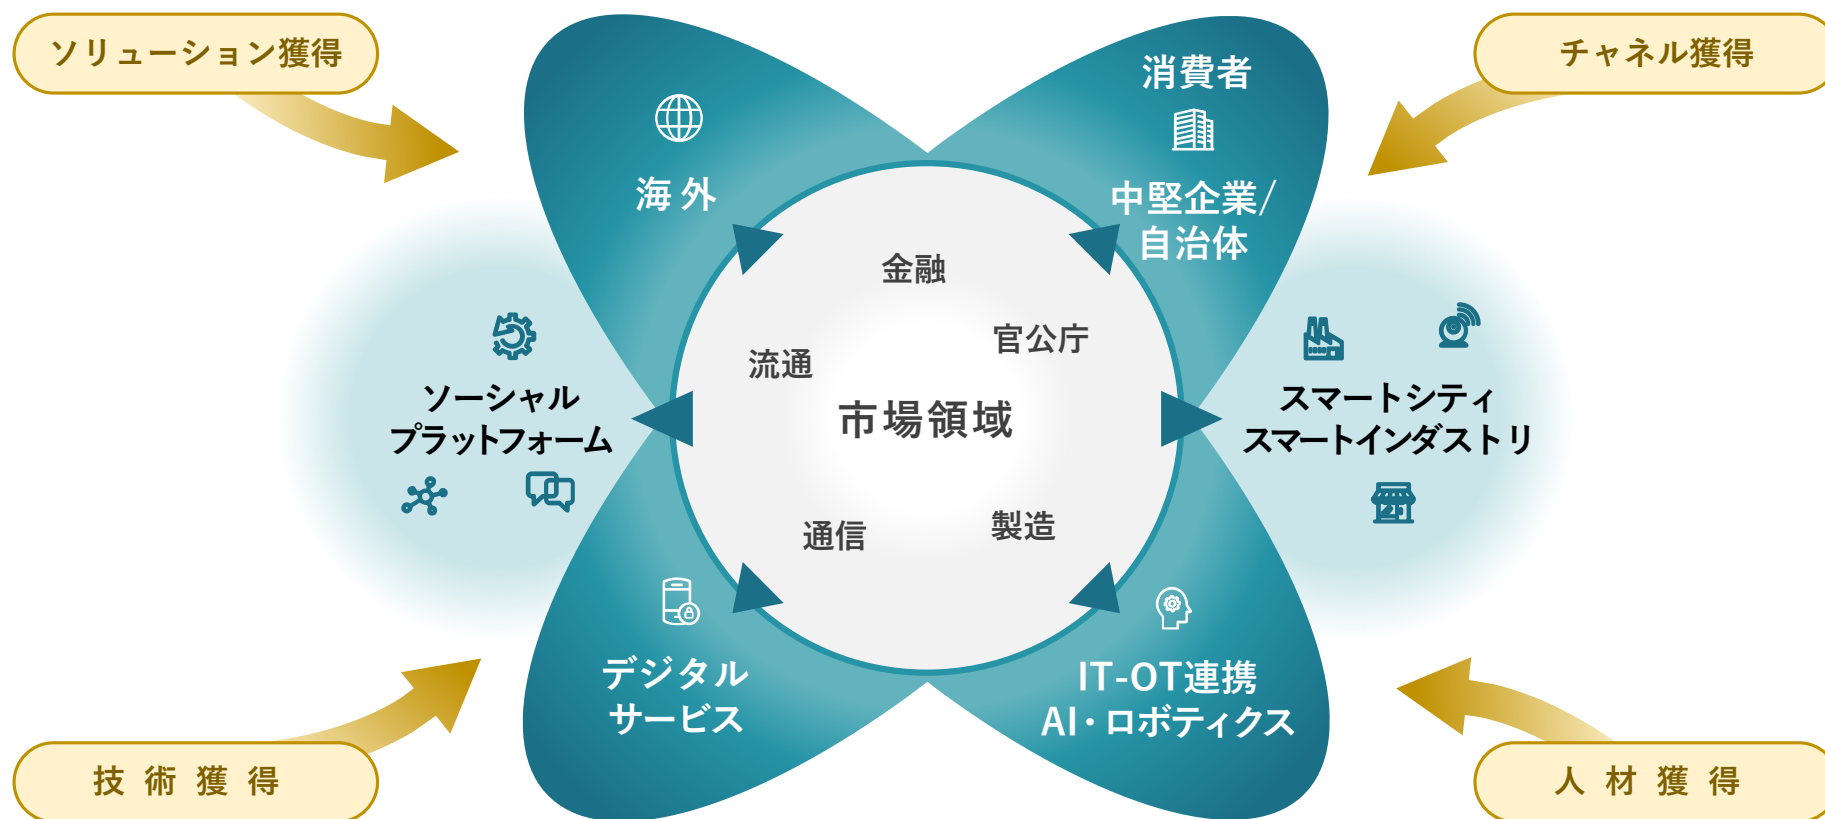 ソリューション獲得
チャネル獲得
海外
消費者
中堅企業/
自治体
金融
官公庁
流通
市場領域
通信
製造
ソーシャル
プラットフォーム
スマートシティ
スマートインダストリ
デジタル
サービス
IT-OT連携
AI・ロボティクス
技術獲得
人材獲得